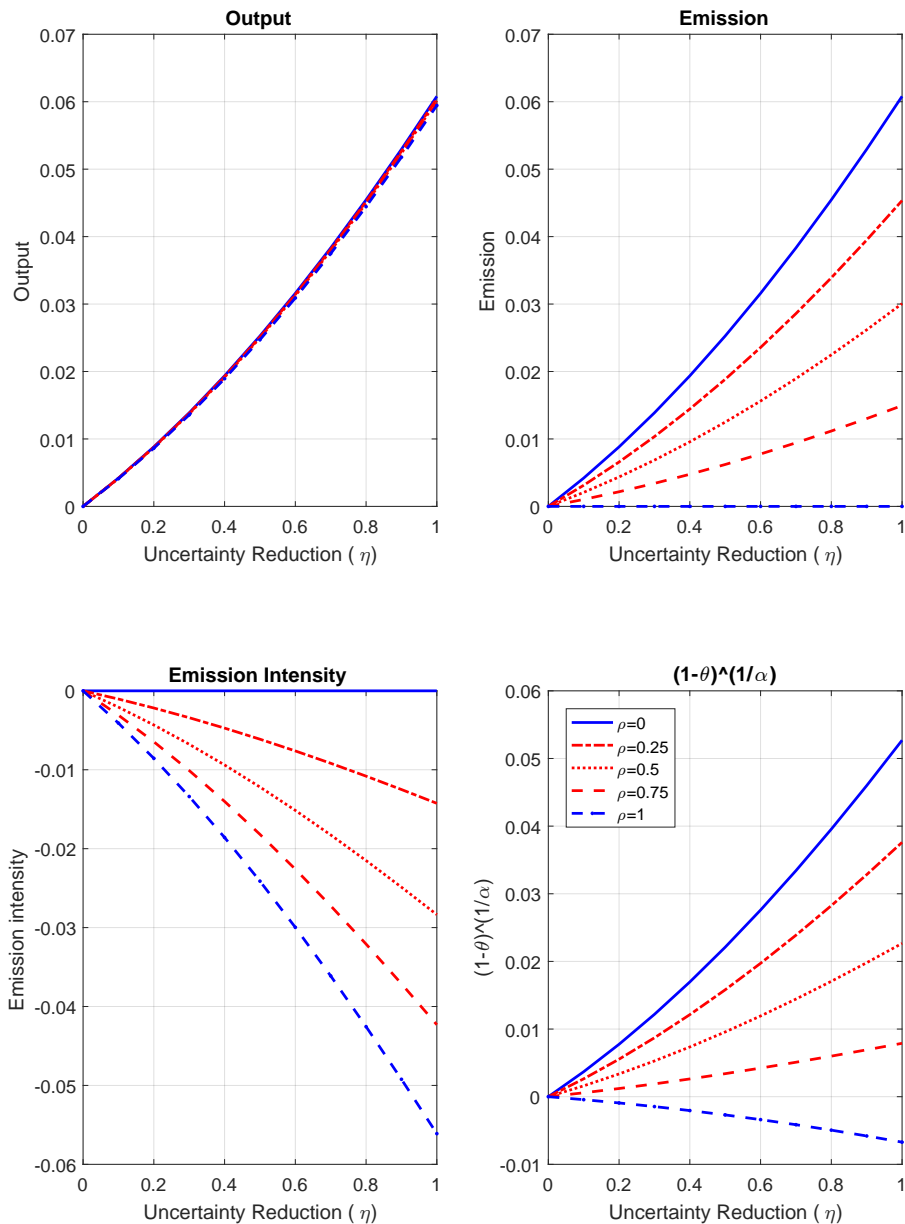 Output
0.07
0.06
0.05
0.04
0.03
0.02
0.01
0
Output
0 0.2 0.4 0.6 0.8 1
Uncertainty Reduction ( η)
Emission
0.07
0.06
0.05
0.04
0.03
0.02
0.01
0
Emission
0 0.2 0.4 0.6 0.8 1
Uncertainty Reduction ( η)
Emission Intensity
0
-0.01
-0.02
-0.03
-0.04
-0.05
-0.06
Emission intensity
0 0.2 0.4 0.6 0.8 1
Uncertainty Reduction ( η)
(1-θ)^(1/α)
0.06
0.05
0.04
0.03
0.02
0.01
0
-0.01
(1-θ)^(1/α)
ρ=0
ρ=0.25
ρ=0.5
ρ=0.75
ρ=1
0 0.2 0.4 0.6 0.8 1
Uncertainty Reduction ( η)